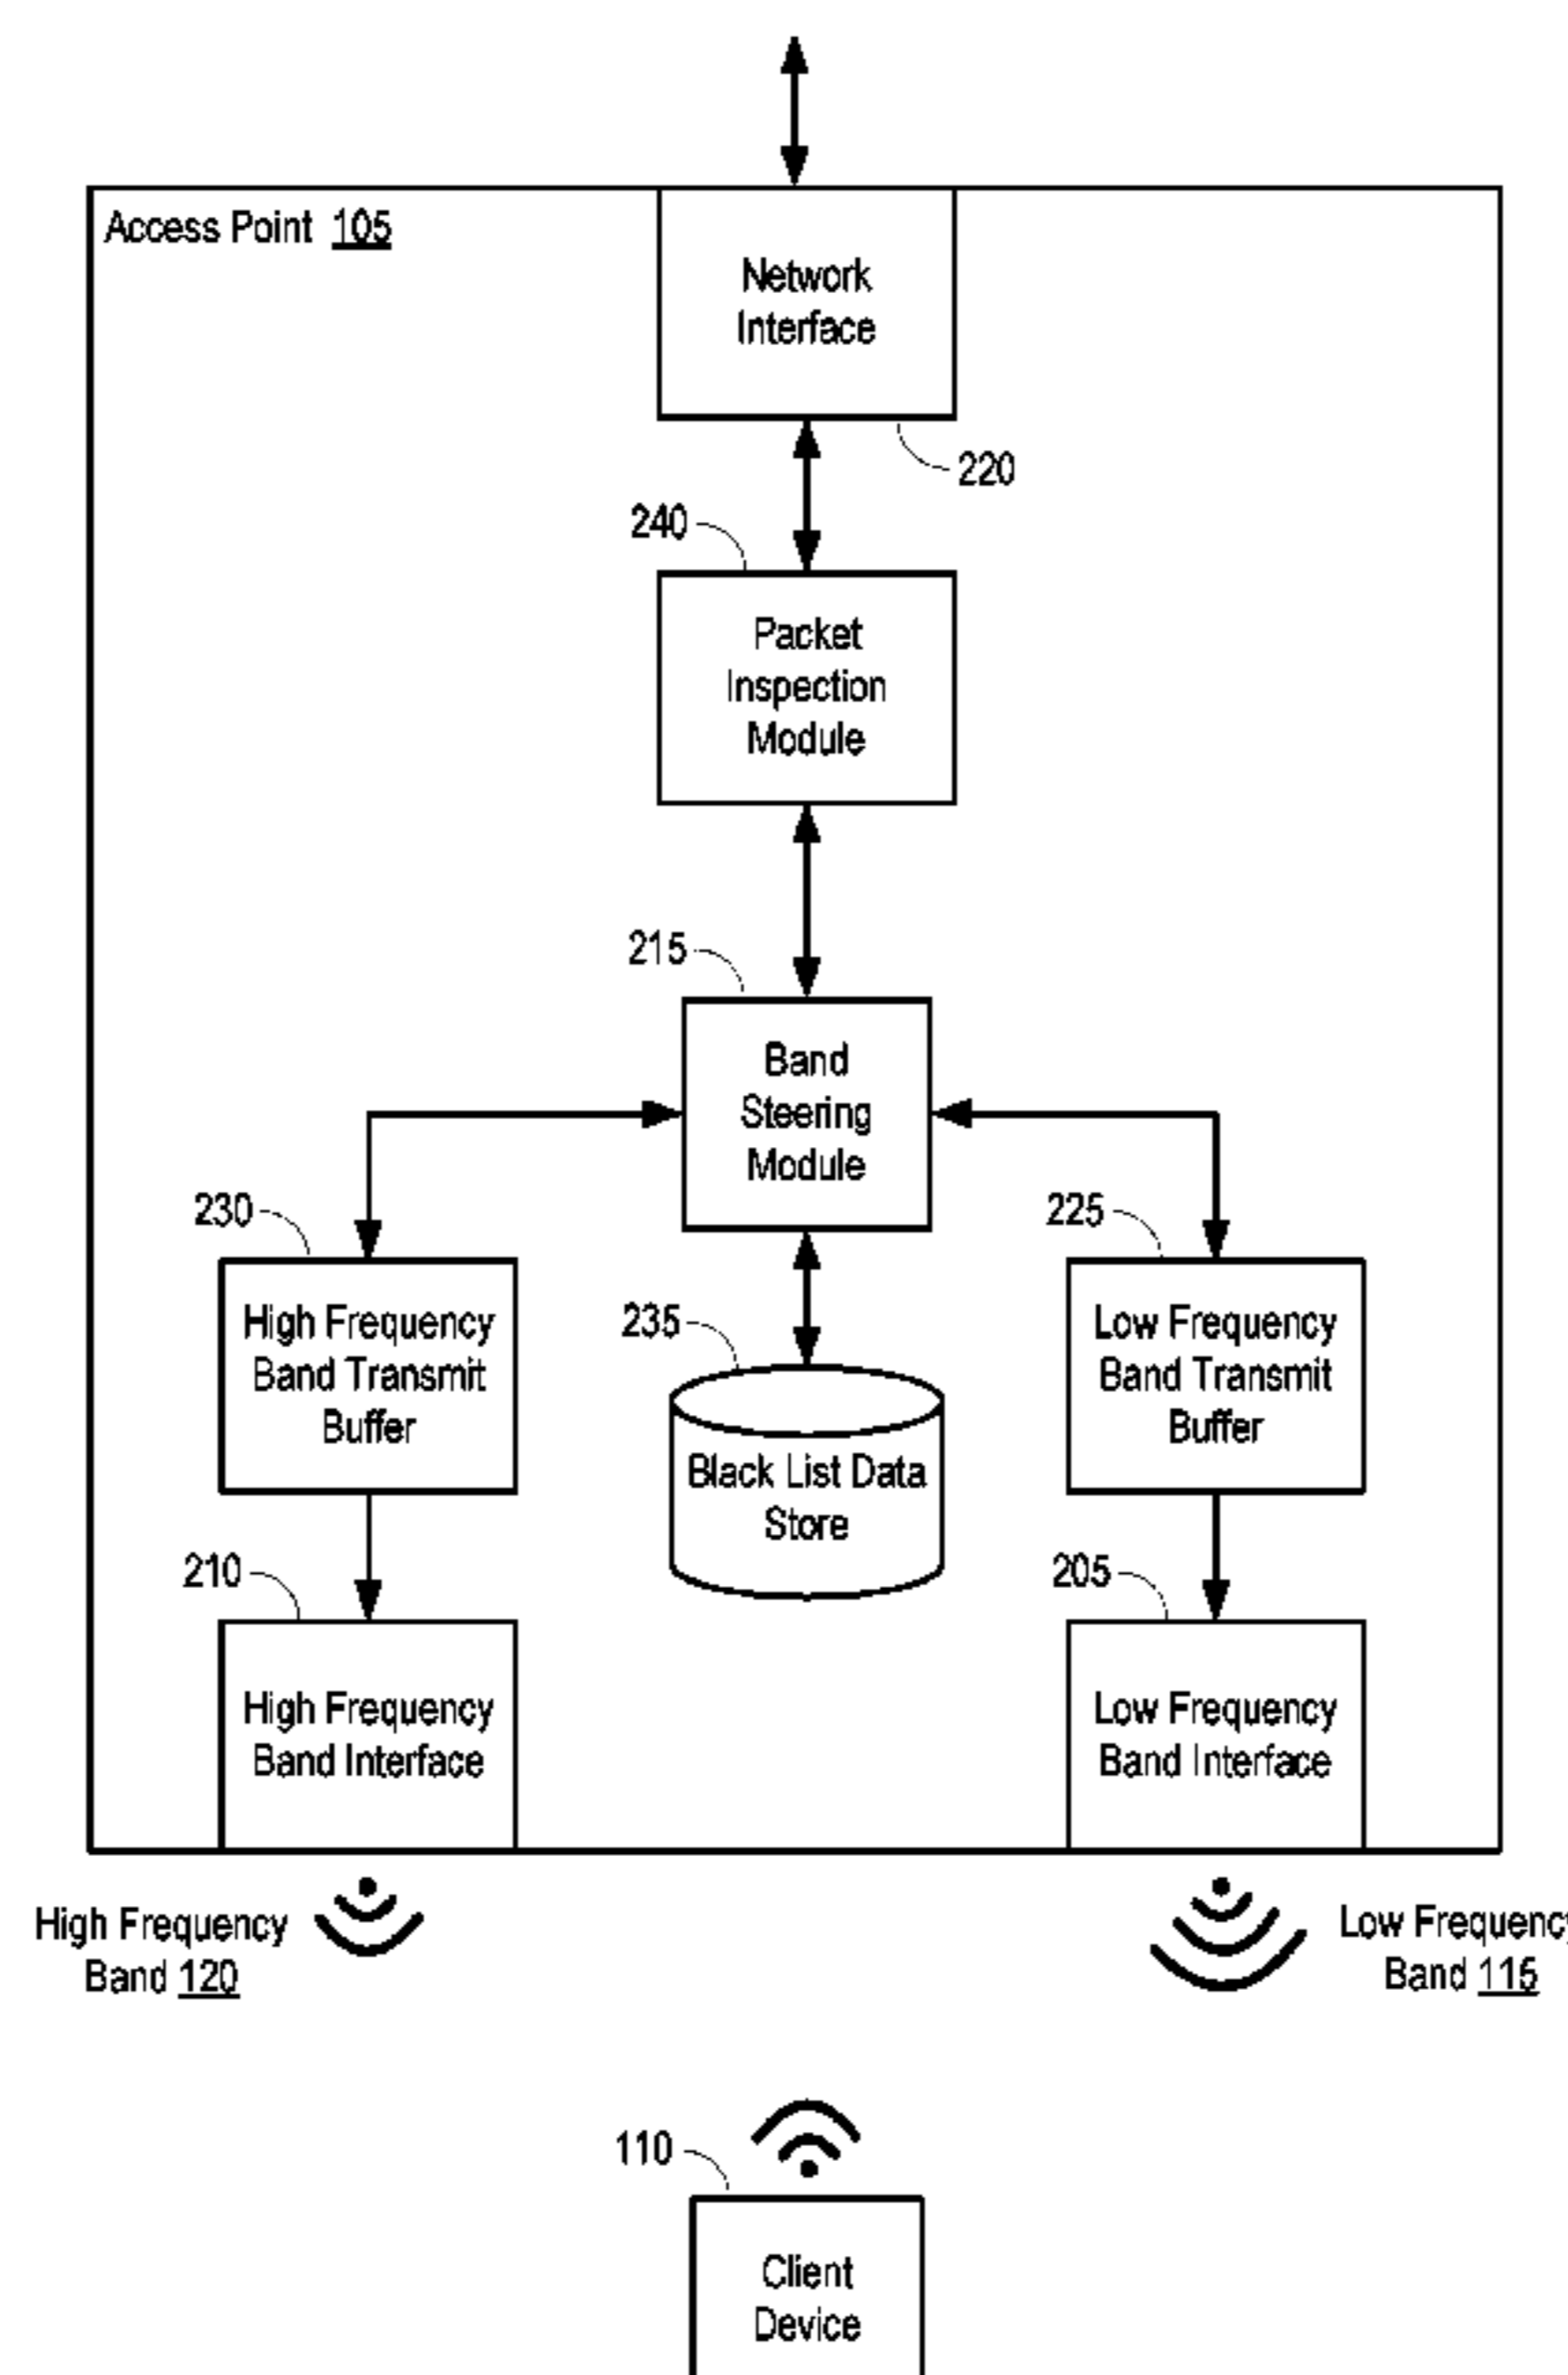 Access Point 105
Network
Interface
220
240
Packet
Inspection
Module
215
Band
Steering
Module
230
225
High Frequency
Band Transmit
Buffer
235
Black List Data
Store
Low Frequency
Band Transmit
Buffer
210
205
High Frequency
Band Interface
Low Frequency
Band Interface
High Frequency
Band 120
Low Frequency
Band 115
110
Client
Device